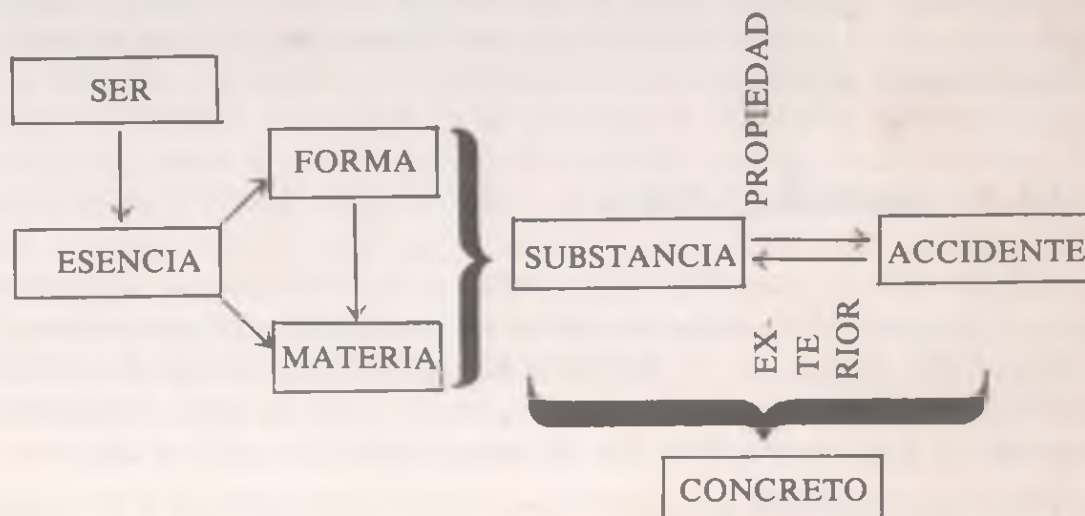 SER
FORMA
ESENCIA
MATERIA
PROPIEDAD
SUBSTANCIA
ACCIDENTE
EX-
TE
RIOR
CONCRETO